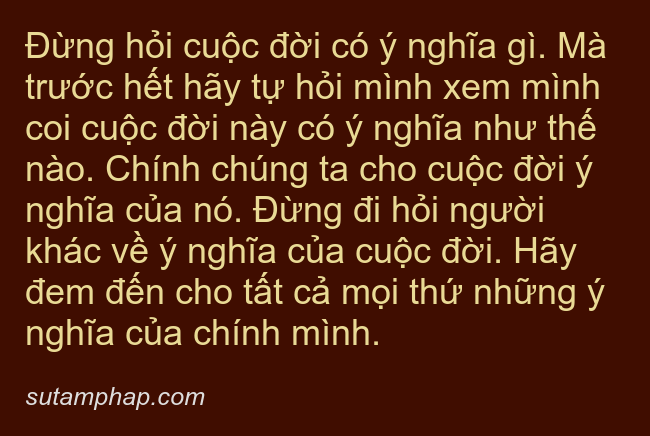 Đừng hỏi cuộc đời có ý nghĩa gì. Mà
trước hết hãy tự hỏi mình xem mình
coi cuộc đời này có ý nghĩa như thế
nào. Chính chúng ta cho cuộc đời ý
nghĩa của nó. Đừng đi hỏi người
khác về ý nghĩa của cuộc đời. Hãy
đem đến cho tất cả mọi thứ những ý
nghĩa của chính mình.
sutamphap.com